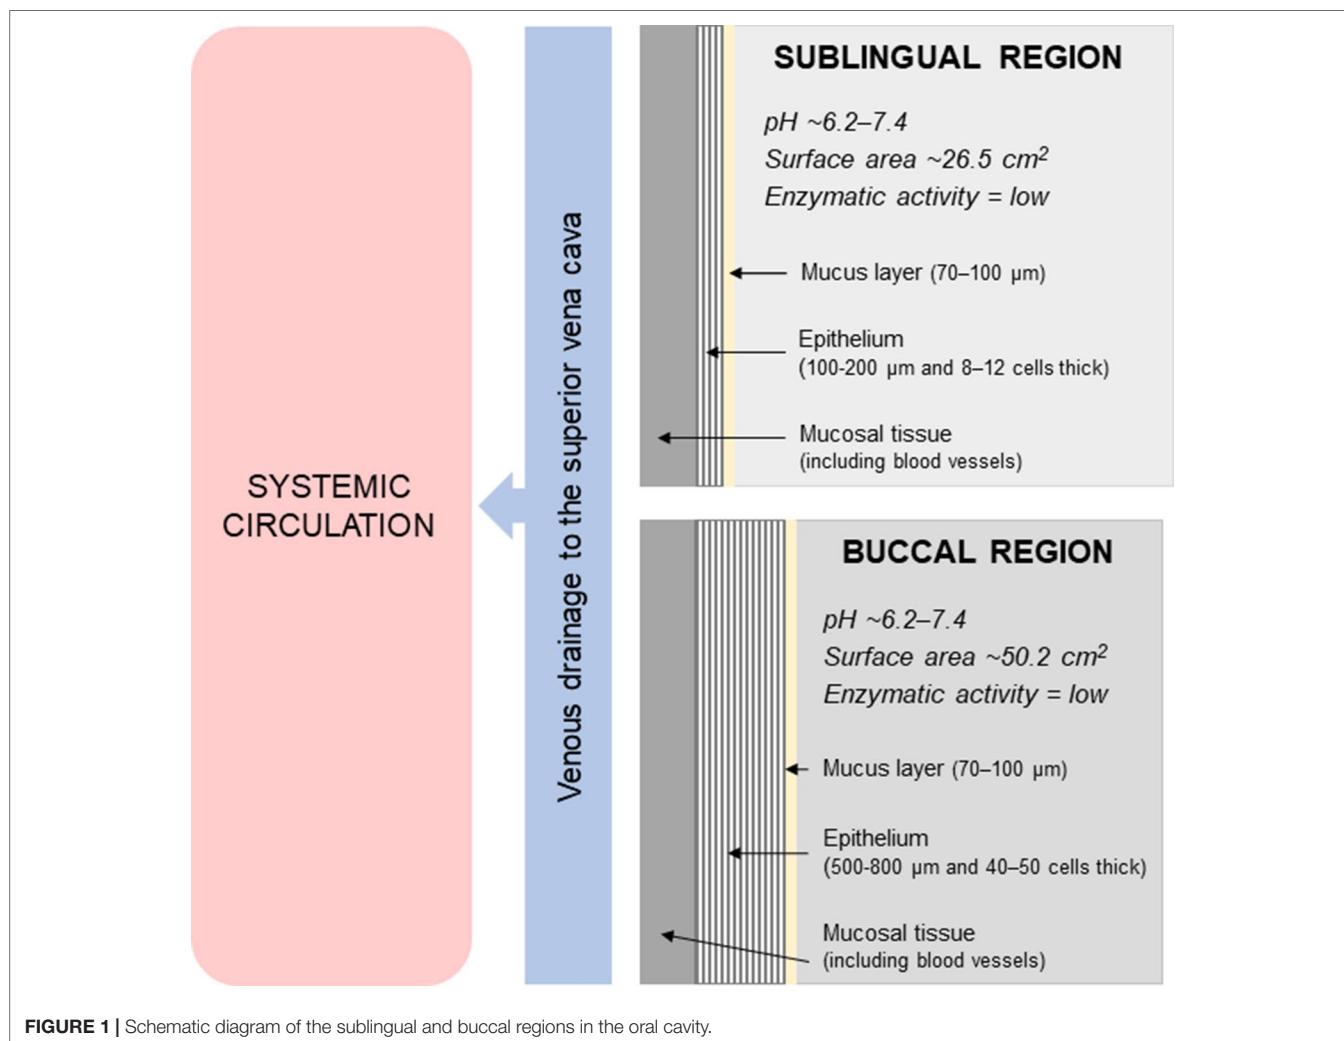 SYSTEMIC
CIRCULATION
Venous drainage to the superior vena cava
SUBLINGUAL REGION
pH ~6.2–7.4
Surface area ~26.5 cm²
Enzymatic activity = low
Mucus layer (70–100 µm)
Epithelium
(100-200 µm and 8–12 cells thick)
Mucosal tissue
(including blood vessels)
BUCCAL REGION
pH ~6.2–7.4
Surface area ~50.2 cm²
Enzymatic activity = low
Mucus layer (70–100 µm)
Epithelium
(500-800 µm and 40–50 cells thick)
Mucosal tissue
(including blood vessels)
FIGURE 1 | Schematic diagram of the sublingual and buccal regions in the oral cavity.